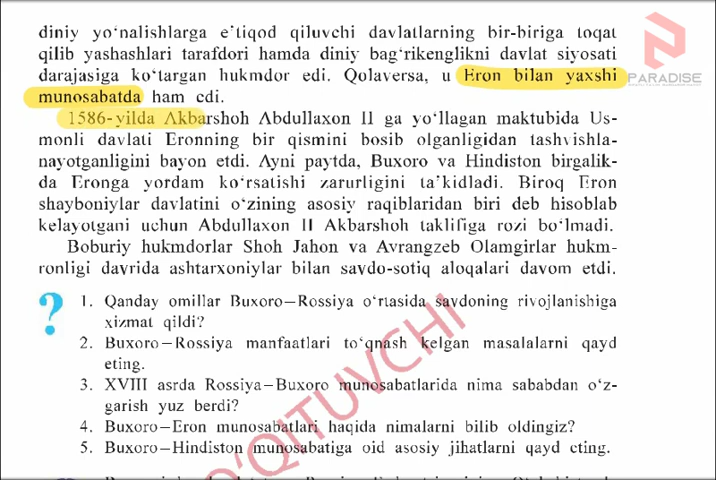 diniy yo‘nalishlarga e’tiqod qiluvchi davlatlarning bir-biriga toqat
qilib yashashlari tarafdori hamda diniy bag‘rikenglikni davlat siyosati
darajasiga ko‘targan hukmdor edi. Qolaversa, u Eron bilan yaxshi
munosabatda ham edi.
PARADISE
1586-yilda Akbarshoh Abdullaxon II ga yo‘llagan maktubida Us-
monli davlati Eronning bir qismini bosib olganligidan tashvishla-
nayotganligini bayon etdi. Ayni paytda, Buxoro va Hindiston birgalik-
da Eronga yordam ko‘rsatishi zarurligini ta’kidladi. Biroq Eron
shayboniylar davlatini o‘zining asosiy raqiblaridan biri deb hisoblab
kelayotgani uchun Abdullaxon II Akbarshoh taklifiga rozi bo‘lmadi.
Boburiy hukmdorlar Shoh Jahon va Avrangzeb Olamgirlar hukm-
ronligi davrida ashtarxoniylar bilan savdo-sotiq aloqalari davom etdi.
?
1. Qanday omillar Buxoro—Rossiya o‘rtasida savdoning rivojlanishiga
xizmat qildi?
2. Buxoro—Rossiya manfaatlari to‘qnash kelgan masalalarni qayd
eting.
3. XVIII asrda Rossiya—Buxoro munosabatlarida nima sababdan o‘z-
garish yuz berdi?
4. Buxoro—Eron munosabatlari haqida nimalarni bilib oldingiz?
5. Buxoro—Hindiston munosabatiga oid asosiy jihatlarni qayd eting.
O‘QITUVCHI